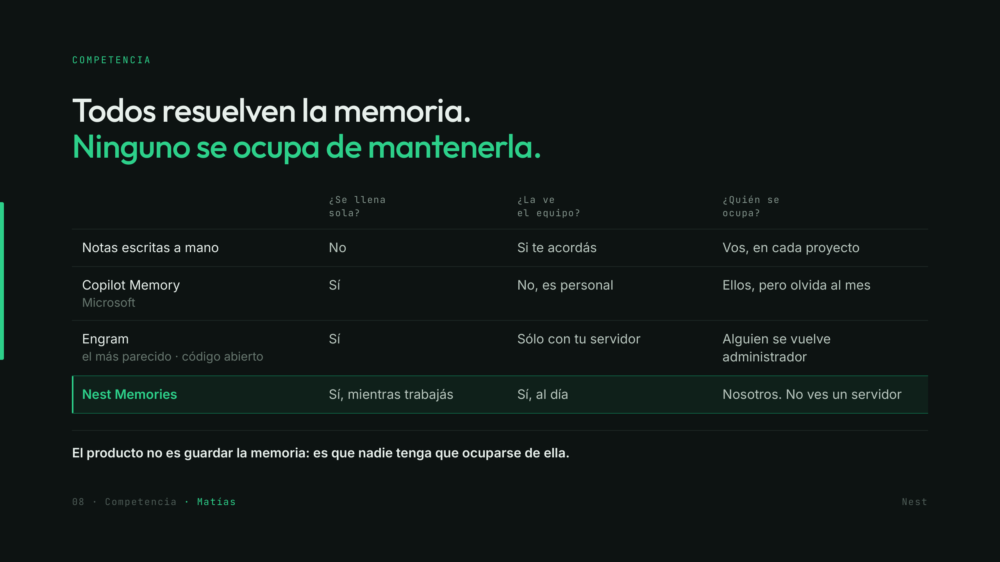 COMPETENCIA
Todos resuelven la memoria.
Ninguno se ocupa de mantenerla.
¿Se llena sola?
¿La ve el equipo?
¿Quién se ocupa?
Notas escritas a mano
No
Si te acordás
Vos, en cada proyecto
Copilot Memory
Microsoft
Sí
No, es personal
Ellos, pero olvida al mes
Engram
el más parecido · código abierto
Sí
Sólo con tu servidor
Alguien se vuelve
administrador
Nest Memories
Sí, mientras trabajás
Sí, al día
Nosotros. No ves un servidor
El producto no es guardar la memoria: es que nadie tenga que ocuparse de ella.
08 · Competencia · Matías
Nest